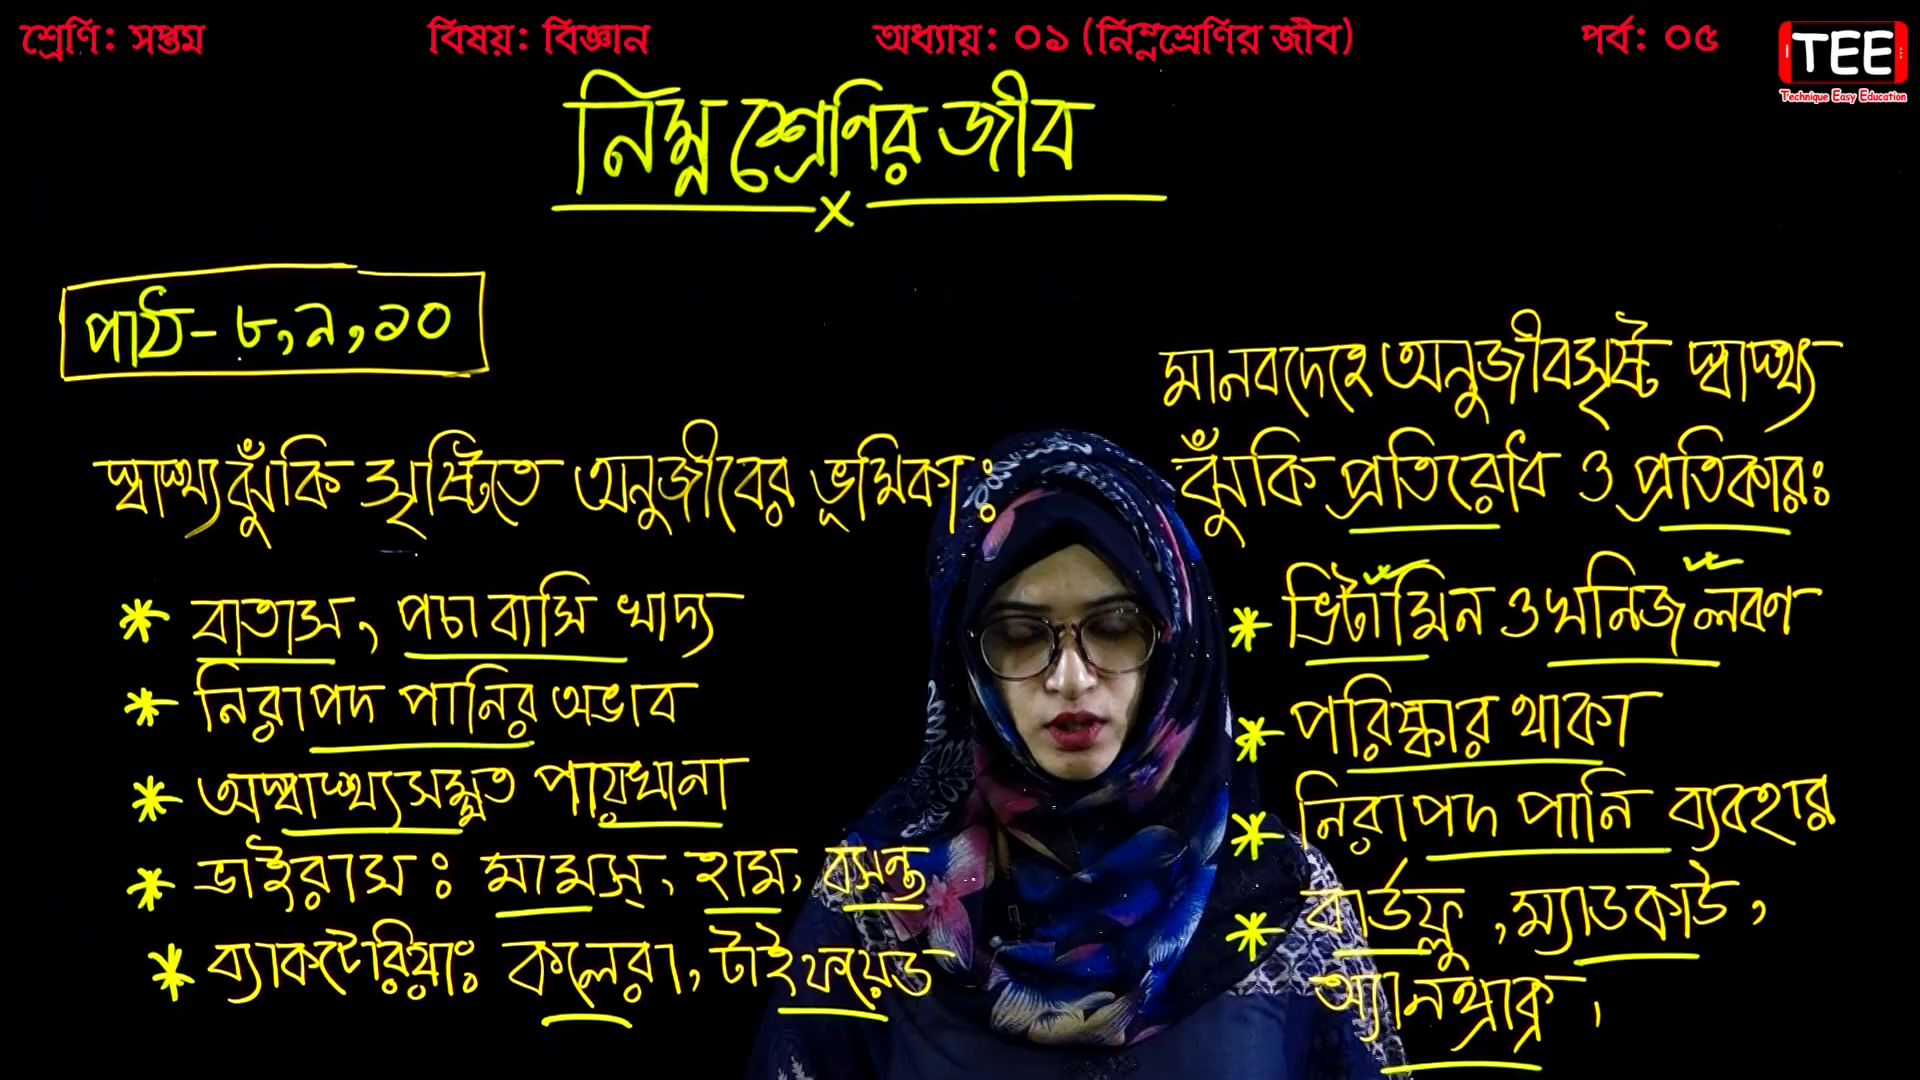 শ্রেণি: সপ্তম
বিষয়: বিজ্ঞান
অধ্যায়: ০১ (নিম্নশ্রেণির জীব)
পর্ব: ০৫
TEE
Technique Easy Education
নিম্ন শ্রেণির জীব
পাঠ- ৮, ৯, ১০
স্বাস্থ্যঝুঁকি সৃষ্টিতে অনুজীবের ভূমিকা:
* বাতাস, পচা বাসি খাদ্য
* নিরাপদ পানির অভাব
* অস্বাস্থ্যসম্মত পায়খানা
* ভাইরাস: মামস্, হাম, বসন্ত
* ব্যাকটেরিয়া: কলেরা, টাইফয়েড
মানবদেহে অনুজীবসৃষ্ট স্বাস্থ্য
ঝুঁকি প্রতিরোধ ও প্রতিকার:
* ভিটামিন ও খনিজ লবণ
* পরিস্কার থাকা
* নিরাপদ পানি ব্যবহার
* বার্ডফ্লু, ম্যাডকাউ,
অ্যানথ্রাক্স।